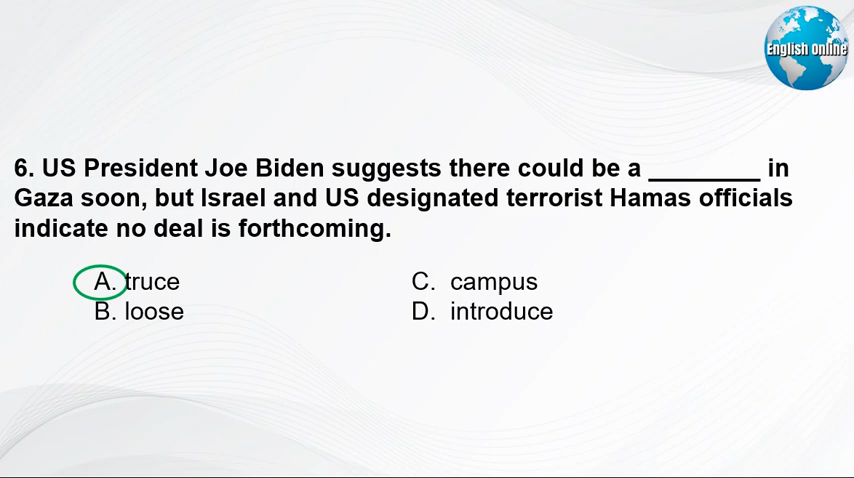 English Online
6. US President Joe Biden suggests there could be a ________ in
Gaza soon, but Israel and US designated terrorist Hamas officials
indicate no deal is forthcoming.
A. truce
C. campus
B. loose
D. introduce